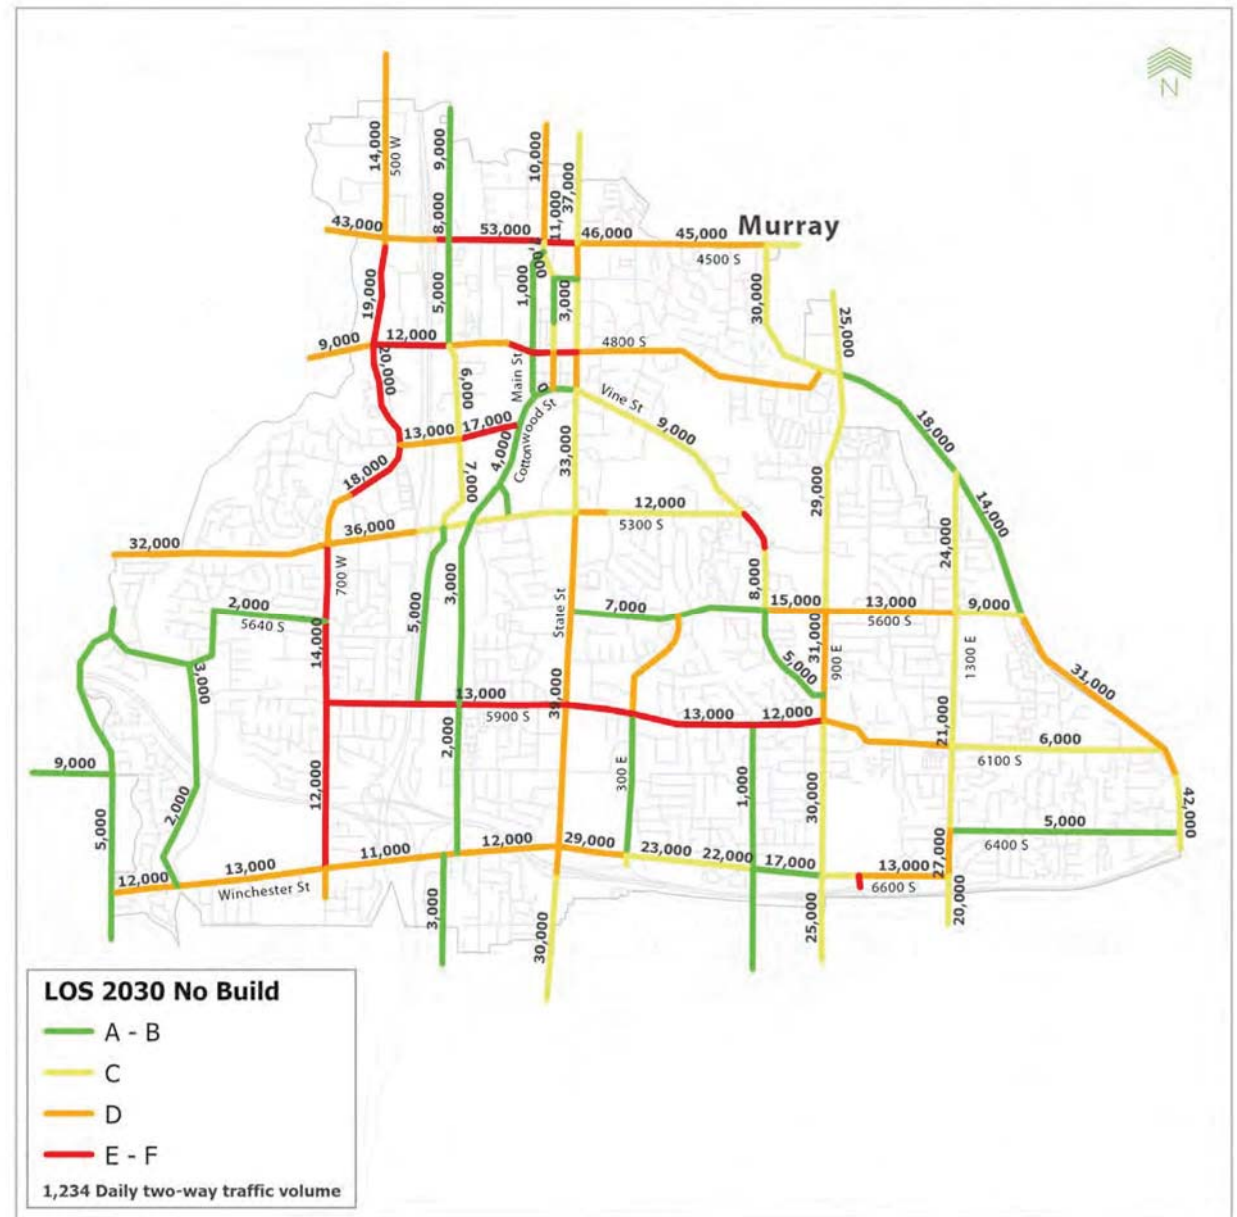 N
Murray
14,000
500 W
9,000
8,000
10,000
11,000
37,000
43,000
53,000
46,000
45,000
4500 S
7,000
1,000
3,000
5,000
19,000
30,000
25,000
9,000
12,000
20,000
4800 S
6,000
Main St
0
Cottonwood St
Vine St
9,000
18,000
13,000
17,000
4,000
33,000
18,000
7,000
29,000
14,000
12,000
5300 S
36,000
32,000
24,000
700 W
3,000
5,000
8,000
2,000
5640 S
State St
7,000
15,000
13,000
5600 S
9,000
14,000
31,000
900 E
1300 E
3,000
5,000
31,000
13,000
5900 S
39,000
13,000
12,000
21,000
6,000
6100 S
2,000
9,000
12,000
300 E
1,000
30,000
42,000
5,000
2,000
5,000
6400 S
12,000
13,000
11,000
12,000
29,000
23,000
22,000
17,000
13,000
27,000
6600 S
Winchester St
3,000
30,000
25,000
20,000
LOS 2030 No Build
A - B
C
D
E - F
1,234 Daily two-way traffic volume